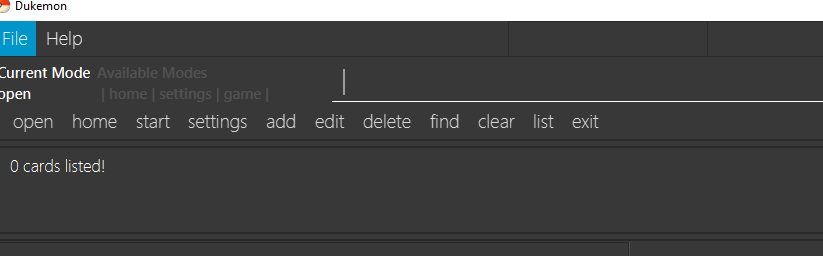 Dukemon
File Help
Current Mode Available Modes
open | home | settings | game |
open home start settings add edit delete find clear list exit
0 cards listed!